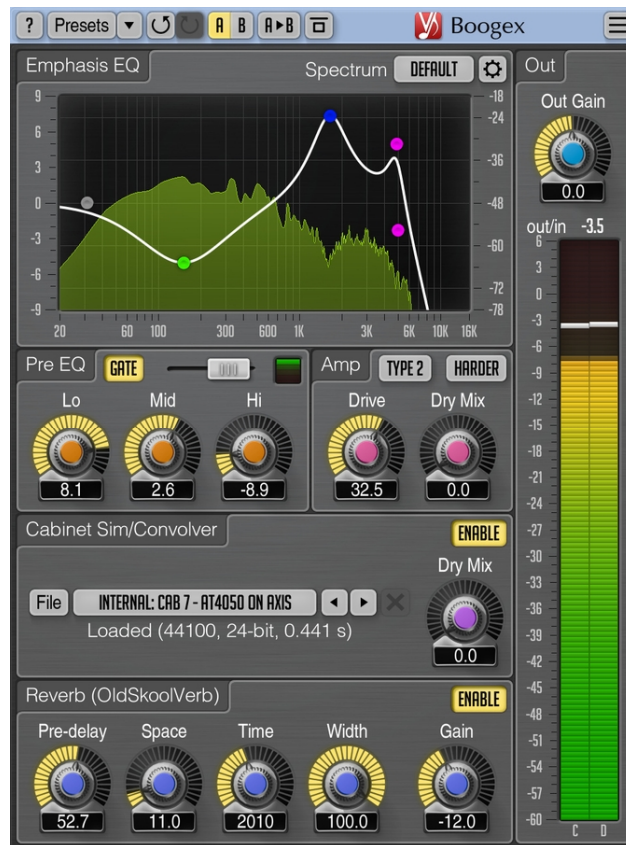 ? Presets A B A▸B Boogex
Emphasis EQ Spectrum DEFAULT Out
9 -18
-24
6
3 -36
0 -48
-3
-60
-6
-72
-9 -78
20 60 100 300 600 1K 3K 6K 10K 16K
Out Gain
0.0
out/in -3.5
6
3
0
-3
-6
-9
-12
-15
-18
-21
-24
-27
-30
-33
-36
-39
-42
-45
-48
-51
-54
-57
-60
C D
Pre EQ GATE Amp TYPE 2 HARDER
Lo Mid Hi Drive Dry Mix
8.1 2.6 -8.9 32.5 0.0
Cabinet Sim/Convolver ENABLE
Dry Mix
File INTERNAL: CAB 7 - AT4050 ON AXIS
Loaded (44100, 24-bit, 0.441 s)
0.0
Reverb (OldSkoolVerb) ENABLE
Pre-delay Space Time Width Gain
52.7 11.0 2010 100.0 -12.0